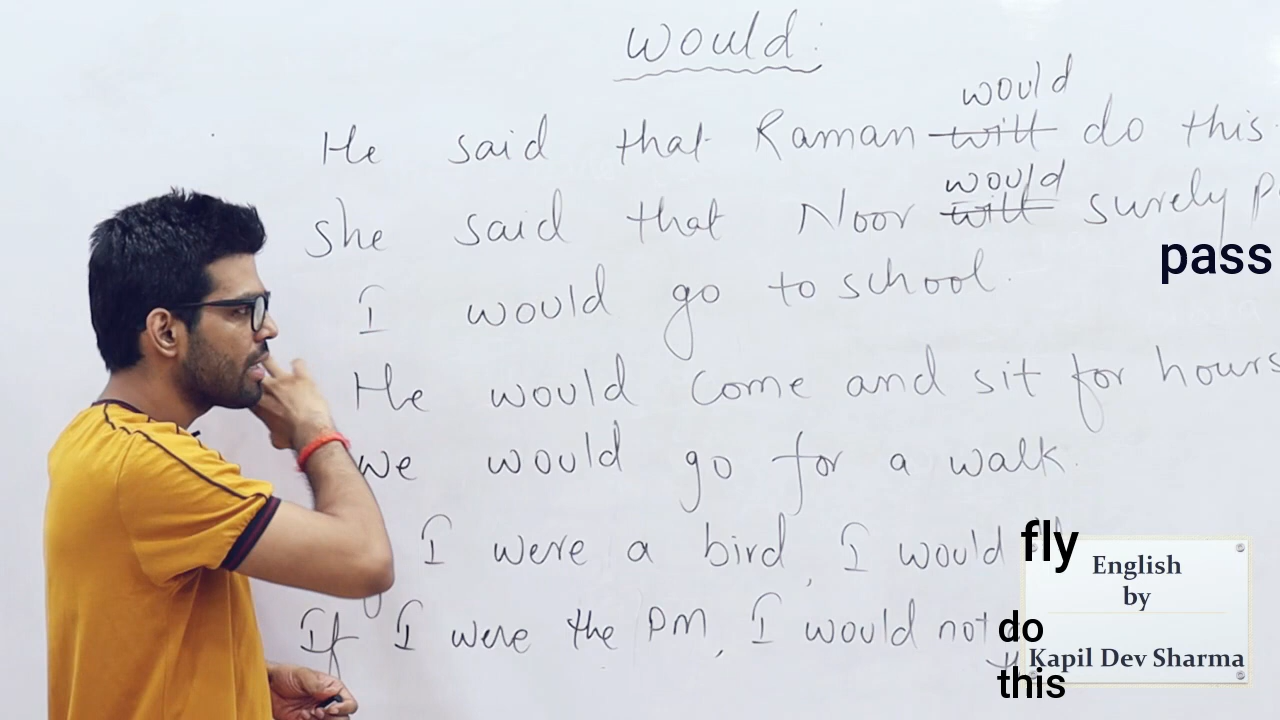 would:
would
He said that Raman will do this.
would
she said that Noor will surely p
pass
I would go to school.
He would come and sit for hours
we would go for a walk.
I were a bird, I would fly
If I were the PM, I would not do
this
English
by
Kapil Dev Sharma